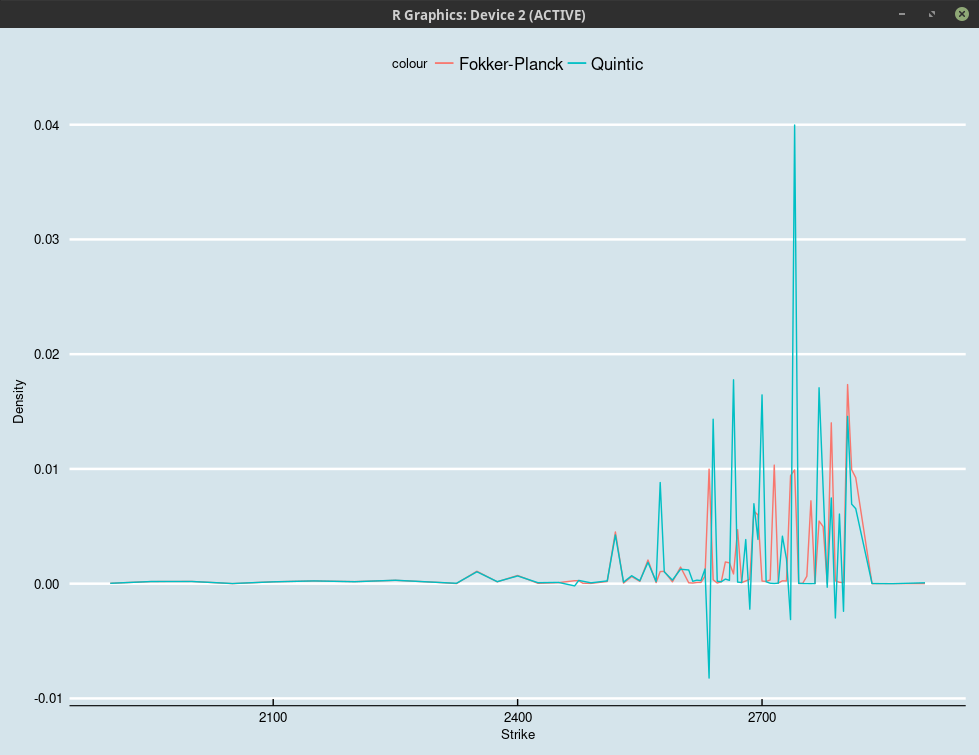 R Graphics: Device 2 (ACTIVE)
colour Fokker-Planck Quintic
0.04
0.03
0.02
0.01
0.00
-0.01
Density
2100 2400 2700
Strike